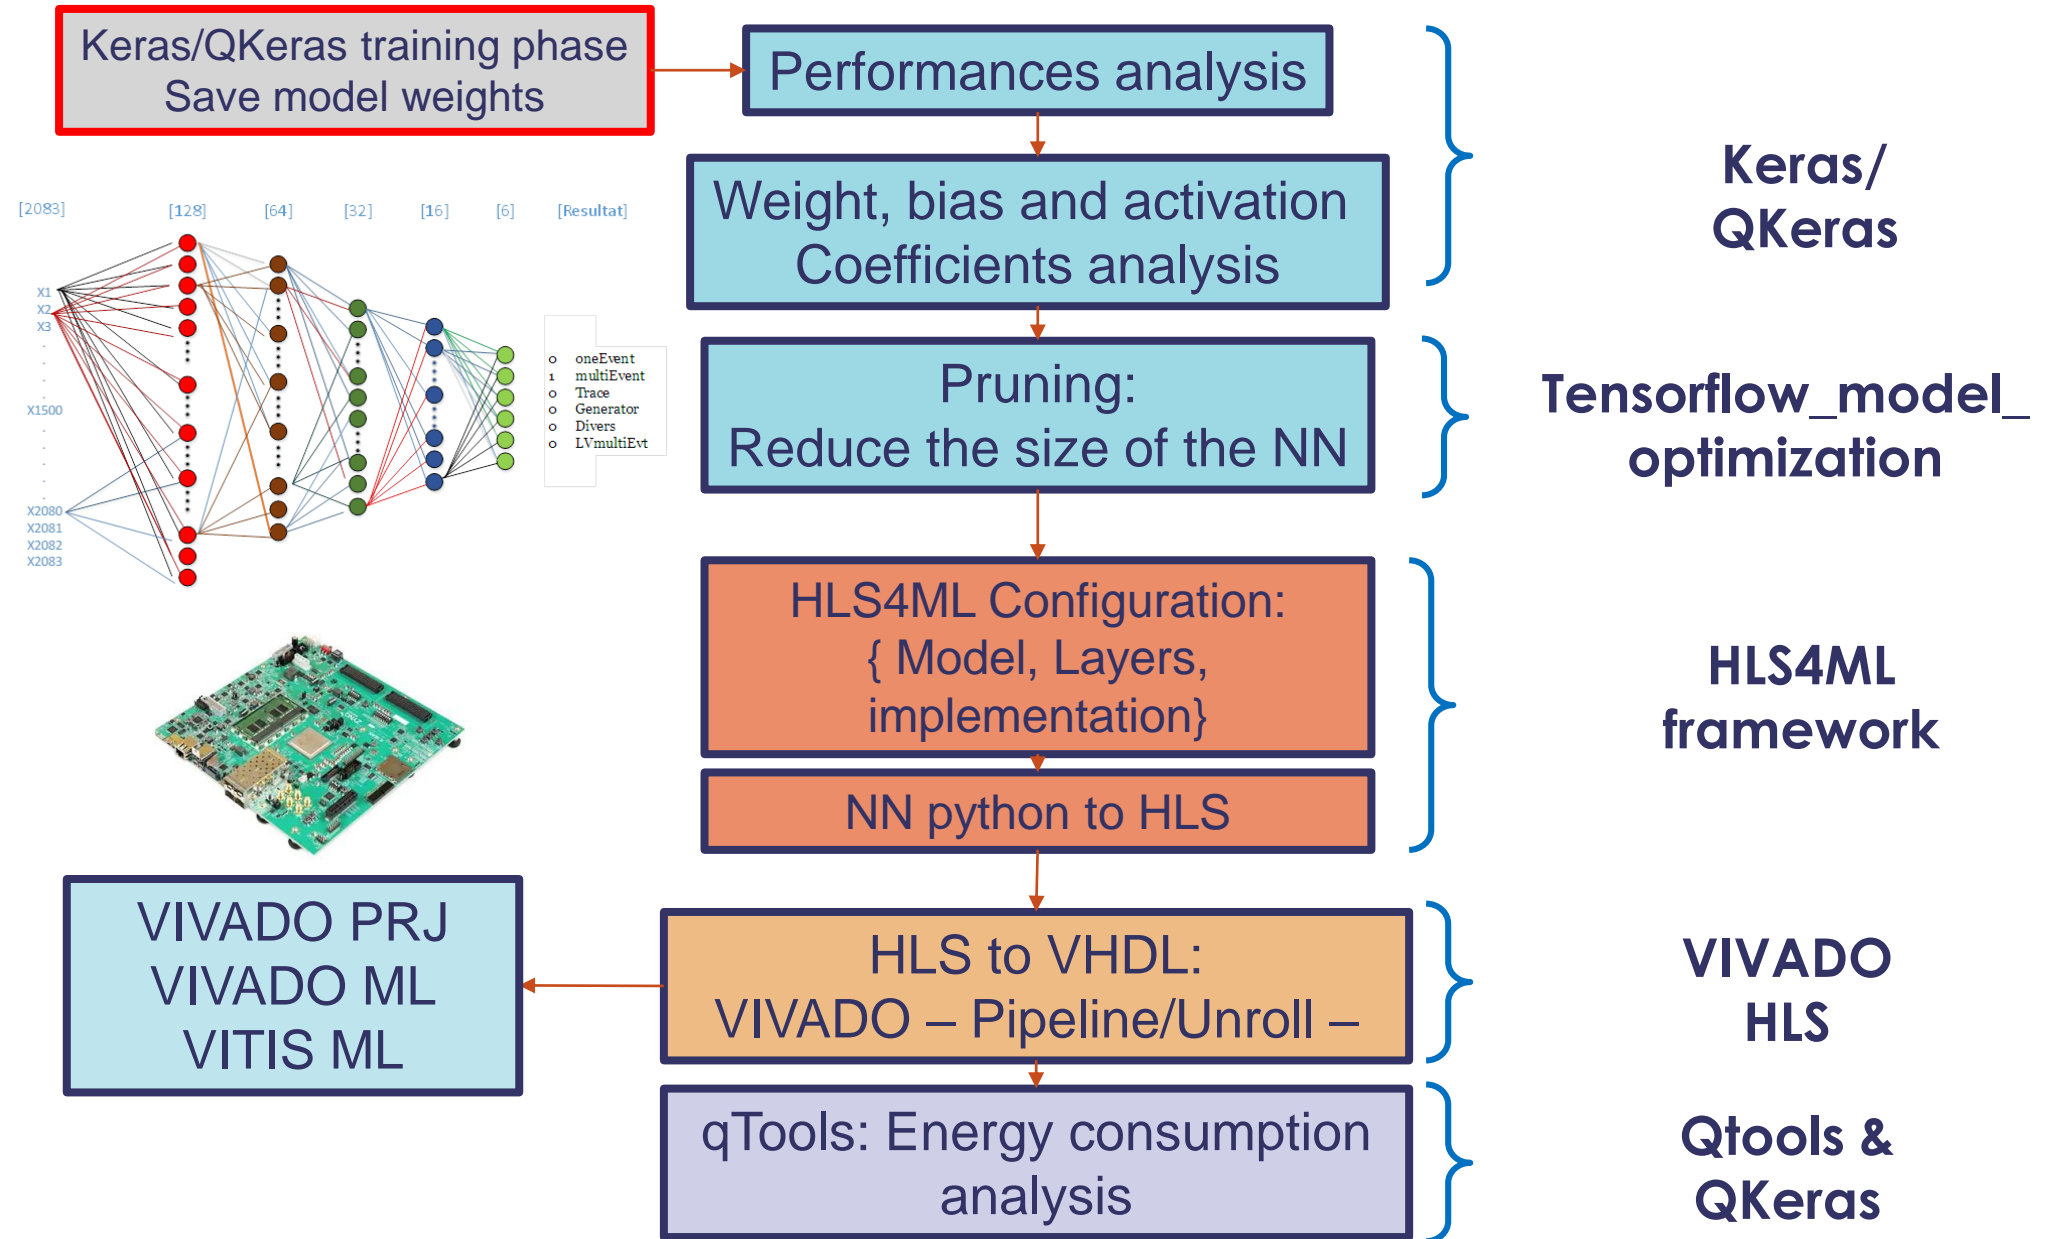 Keras/QKeras training phase
Save model weights
Performances analysis
Weight, bias and activation
Coefficients analysis
Keras/
QKeras
[2083] [128] [64] [32] [16] [6] [Resultat]
X1
X2
X3
.
.
.
.
X1500
.
.
.
.
.
X2080
X2081
X2082
X2083
0 oneEvent
1 multiEvent
0 Trace
0 Generator
0 Divers
0 LVmultiEvt
Pruning:
Reduce the size of the NN
Tensorflow_model_
optimization
HLS4ML Configuration:
{ Model, Layers,
implementation}
NN python to HLS
HLS4ML
framework
VIVADO PRJ
VIVADO ML
VITIS ML
HLS to VHDL:
VIVADO – Pipeline/Unroll –
VIVADO
HLS
qTools: Energy consumption
analysis
Qtools &
QKeras